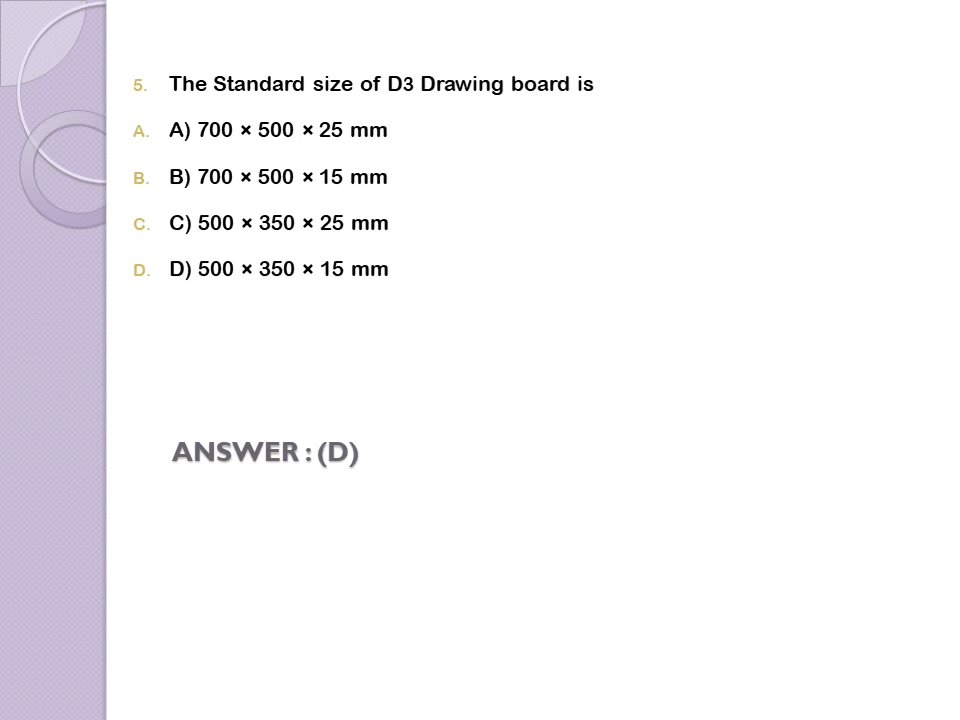 5. The Standard size of D3 Drawing board is
A. A) 700 × 500 × 25 mm
B. B) 700 × 500 × 15 mm
C. C) 500 × 350 × 25 mm
D. D) 500 × 350 × 15 mm
ANSWER : (D)